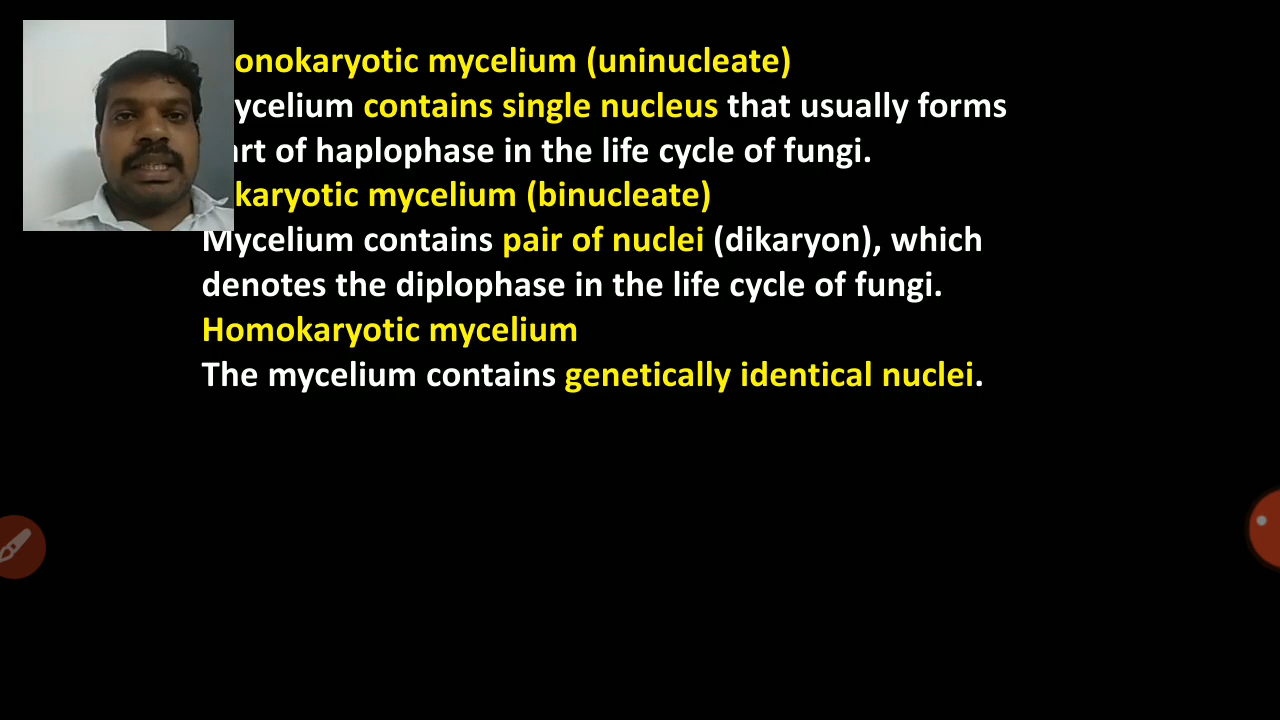 onokaryotic mycelium (uninucleate)
ycelium contains single nucleus that usually forms
art of haplophase in the life cycle of fungi.
karyotic mycelium (binucleate)
Mycelium contains pair of nuclei (dikaryon), which
denotes the diplophase in the life cycle of fungi.
Homokaryotic mycelium
The mycelium contains genetically identical nuclei.